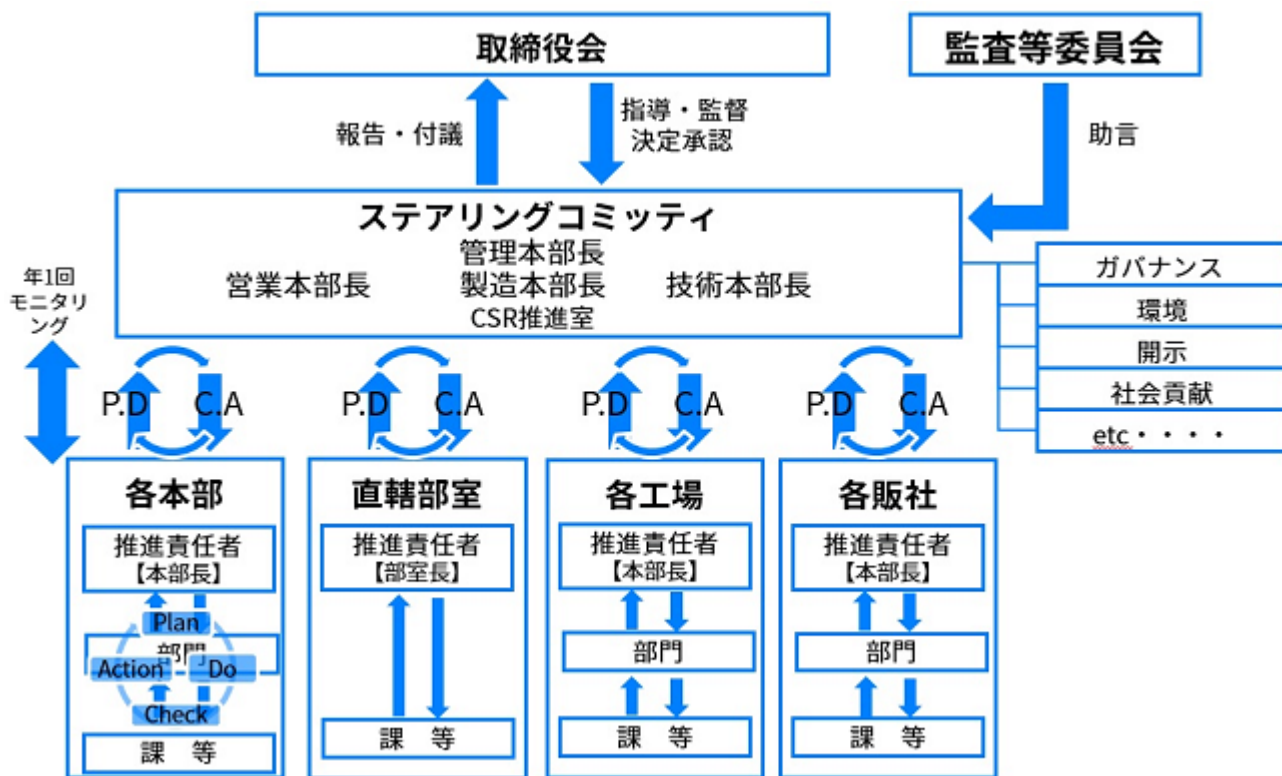 取締役会
監査等委員会
報告・付議
指導・監督
決定承認
助言
ステアリングコミッティ
管理本部長
営業本部長 製造本部長 技術本部長
CSR推進室
年1回
モニタリ
ング
ガバナンス
環境
開示
社会貢献
etc・・・・
P.D C.A
P.D C.A
P.D C.A
P.D C.A
各本部
推進責任者
【本部長】
Plan
部門
Action Do
Check
課 等
直轄部室
推進責任者
【部室長】
課 等
各工場
推進責任者
【本部長】
部門
課 等
各販社
推進責任者
【本部長】
部門
課 等